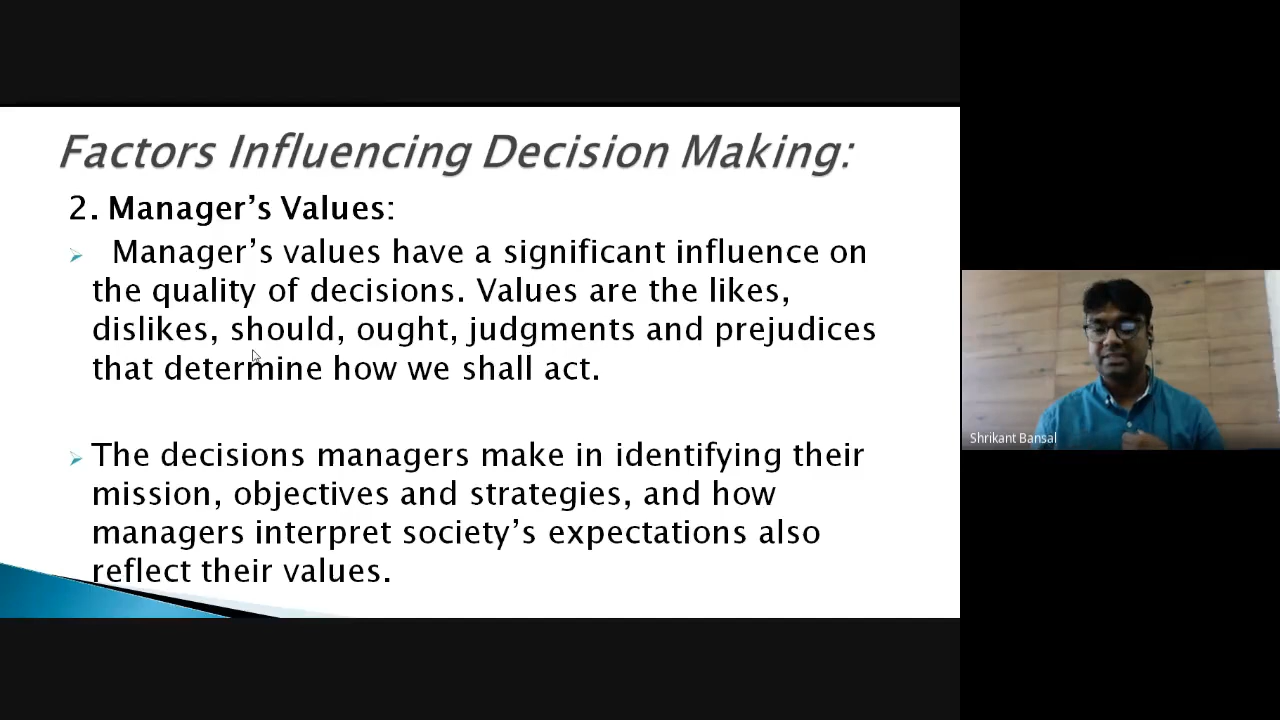 Factors Influencing Decision Making:
2. Manager’s Values:
Manager’s values have a significant influence on
the quality of decisions. Values are the likes,
dislikes, should, ought, judgments and prejudices
that determine how we shall act.
The decisions managers make in identifying their
mission, objectives and strategies, and how
managers interpret society’s expectations also
reflect their values.
Shrikant Bansal